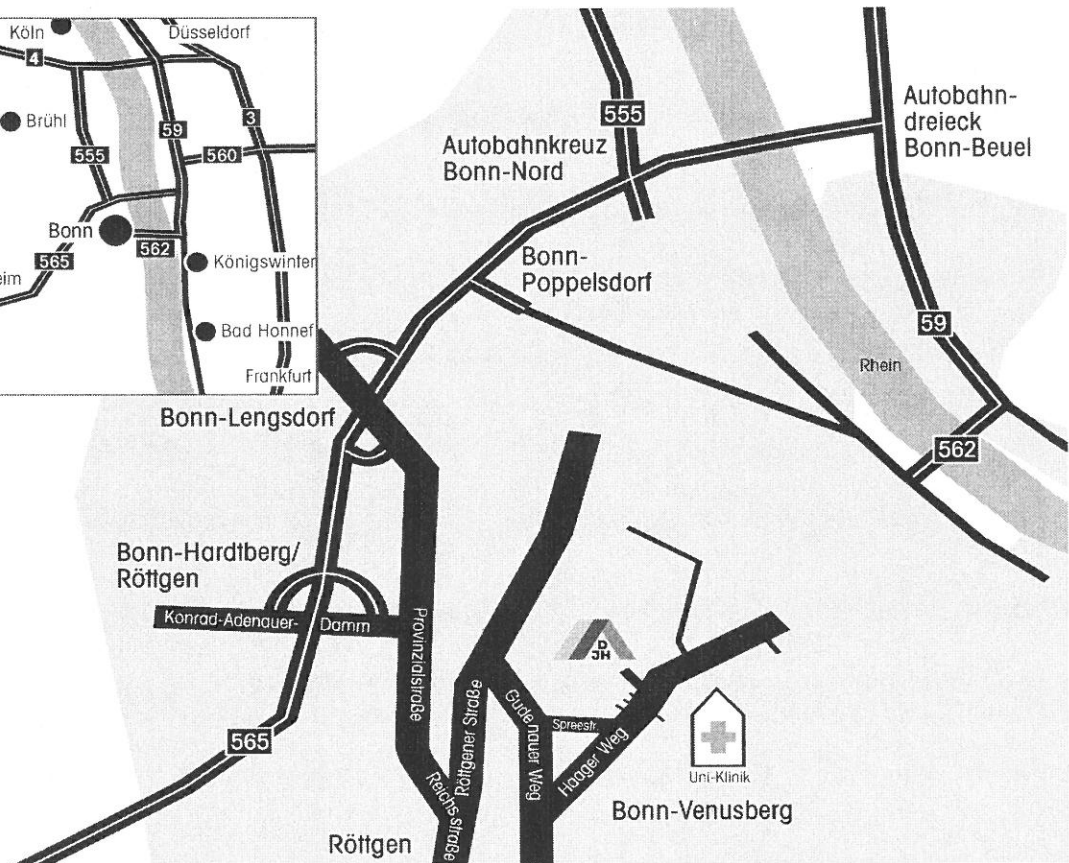 Köln
Düsseldorf
4
Brühl
59
3
555
560
Bonn
562
565
Königswinter
eim
Bad Honnef
Frankfurt
555
Autobahnkreuz
Bonn-Nord
Autobahn-
dreieck
Bonn-Beuel
Bonn-
Poppelsdorf
59
Rhein
Bonn-Lengsdorf
562
Bonn-Hardtberg/
Röttgen
Konrad-Adenauer-Damm
Provinzialstraße
D
JH
Röttgener Straße
Gudenauer Weg
Spreestr.
Haager Weg
565
Reichsstraße
Uni-Klinik
Bonn-Venusberg
Röttgen